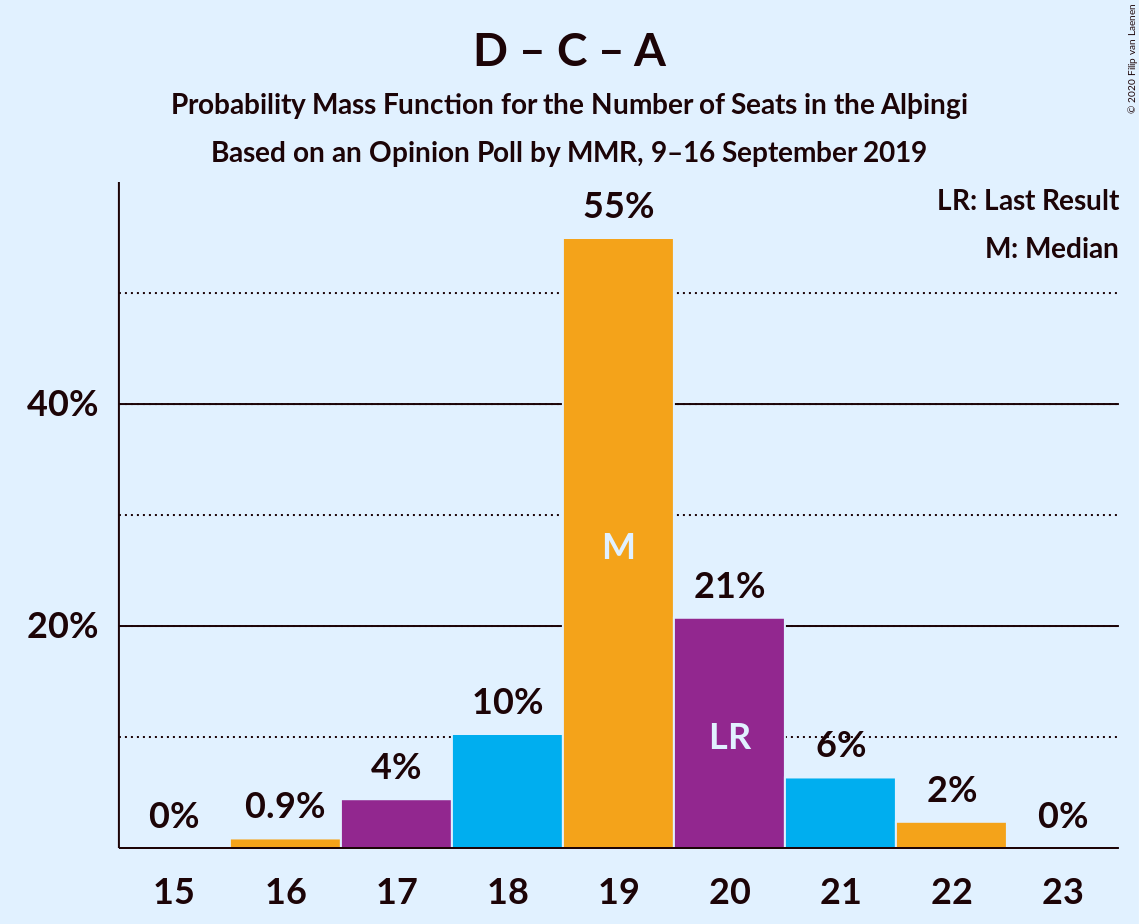 D – C – A
Probability Mass Function for the Number of Seats in the Alþingi
Based on an Opinion Poll by MMR, 9–16 September 2019
© 2020 Filip van Laenen
LR: Last Result
M: Median
55%
40%
M
21%
20%
10%
LR
4%
6%
0%
0.9%
2%
0%
15 16 17 18 19 20 21 22 23